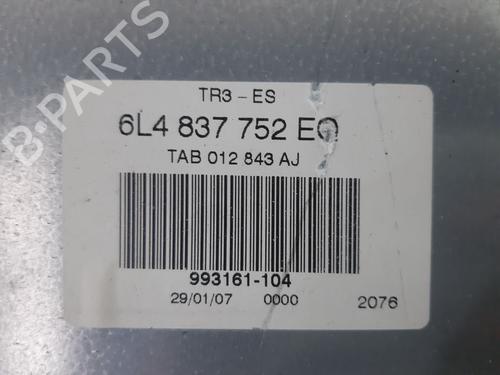 B-PARTS
TR3 - ES
6L4 837 752 EQ
TAB 012 843 AJ
993161-104
29/01/07 0000 2076